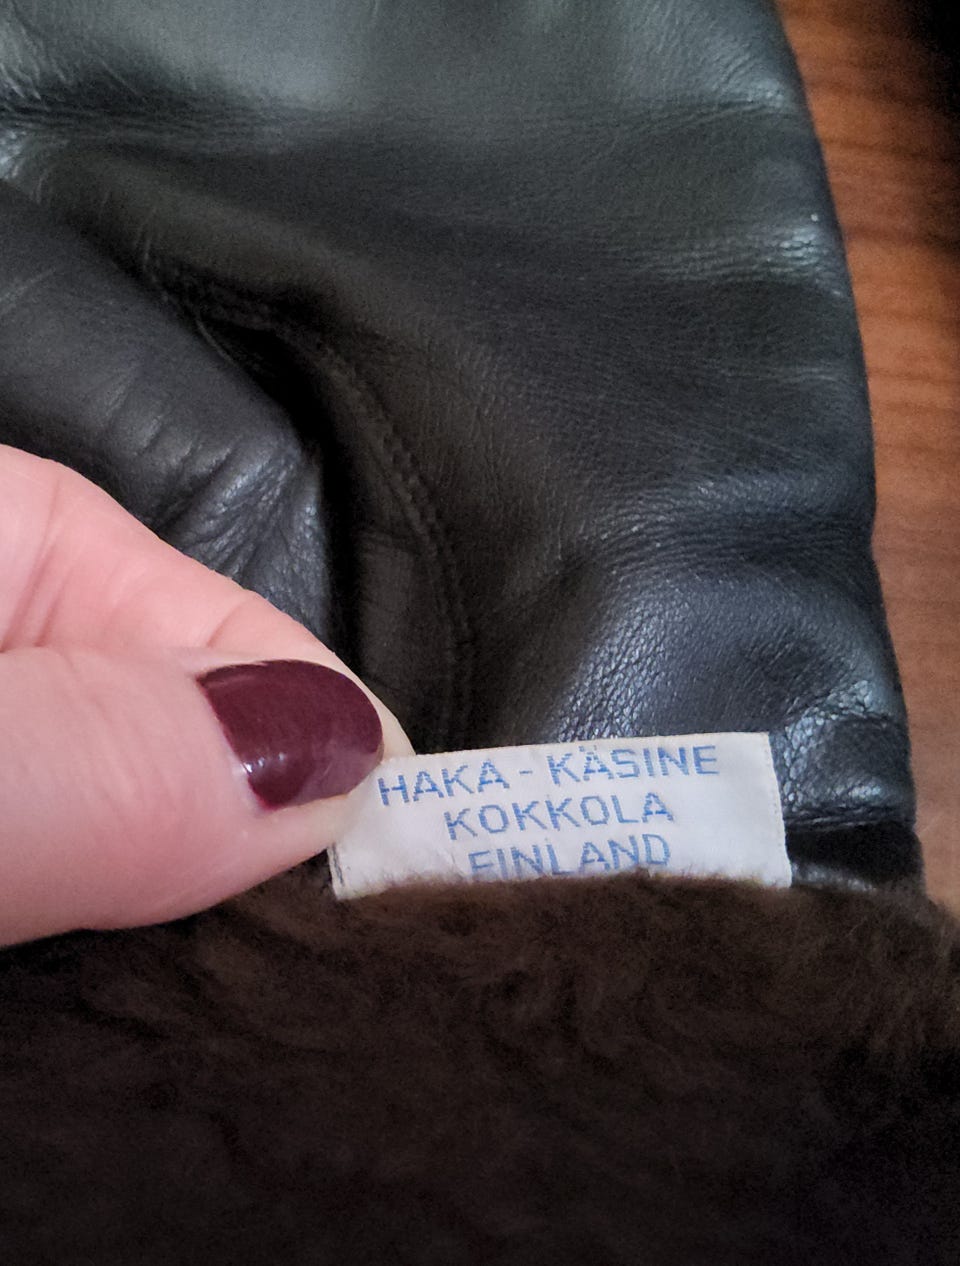 HAKA - KÄSINE
KOKKOLA
FINLAND